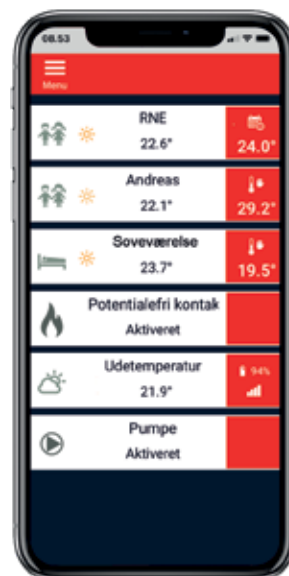 08.53
Menu
RNE
22.6°
24.0°
Andreas
22.1°
29.2°
Soveværelse
23.7°
19.5°
Potentialefri kontak
Aktiveret
Udetemperatur
21.9°
94%
Pumpe
Aktiveret